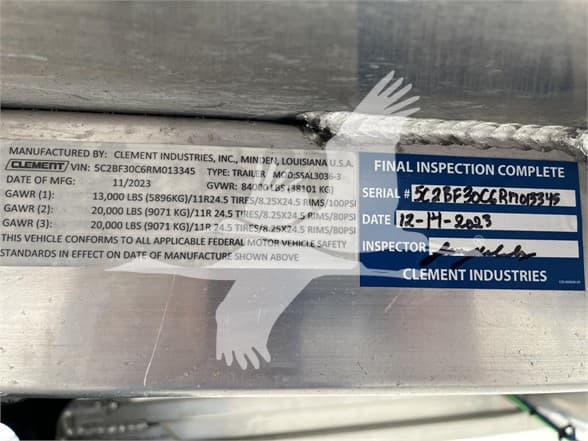 MANUFACTURED BY: CLEMENT INDUSTRIES, INC., MINDEN, LOUISIANA U.S.A.
CLEMENT VIN: 5C2BF30C6RM013345 TYPE: TRAILER MOD:SSAL3036-3
DATE OF MFG: 11/2023 GVWR: 84000 LBS (38101 KG)
GAWR (1): 13,000 LBS (5896KG)/11R24.5 TIRES/8.25X24.5 RIMS/100PSI
GAWR (2): 20,000 LBS (9071 KG)/11R 24.5 TIRES/8.25X24.5 RIMS/80PSI
GAWR (3): 20,000 LBS (9071 KG)/11R 24.5 TIRES/8.25X24.5 RIMS/80PSI
THIS VEHICLE CONFORMS TO ALL APPLICABLE FEDERAL MOTOR VEHICLE SAFETY
STANDARDS IN EFFECT ON DATE OF MANUFACTURE SHOWN ABOVE
FINAL INSPECTION COMPLETE
SERIAL # 5C2BF30C6RM013345
DATE 12-14-2023
INSPECTOR
CLEMENT INDUSTRIES